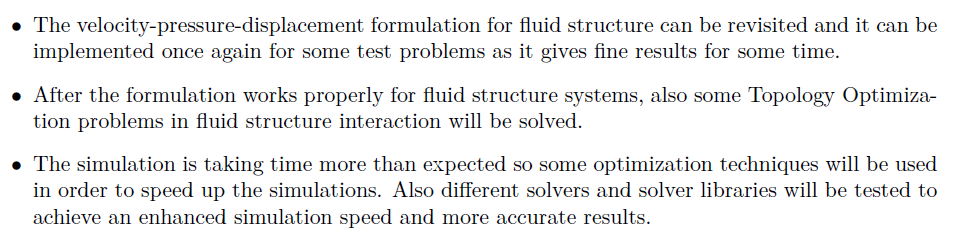 • The velocity-pressure-displacement formulation for fluid structure can be revisited and it can be
implemented once again for some test problems as it gives fine results for some time.
• After the formulation works properly for fluid structure systems, also some Topology Optimiza-
tion problems in fluid structure interaction will be solved.
• The simulation is taking time more than expected so some optimization techniques will be used
in order to speed up the simulations. Also different solvers and solver libraries will be tested to
achieve an enhanced simulation speed and more accurate results.